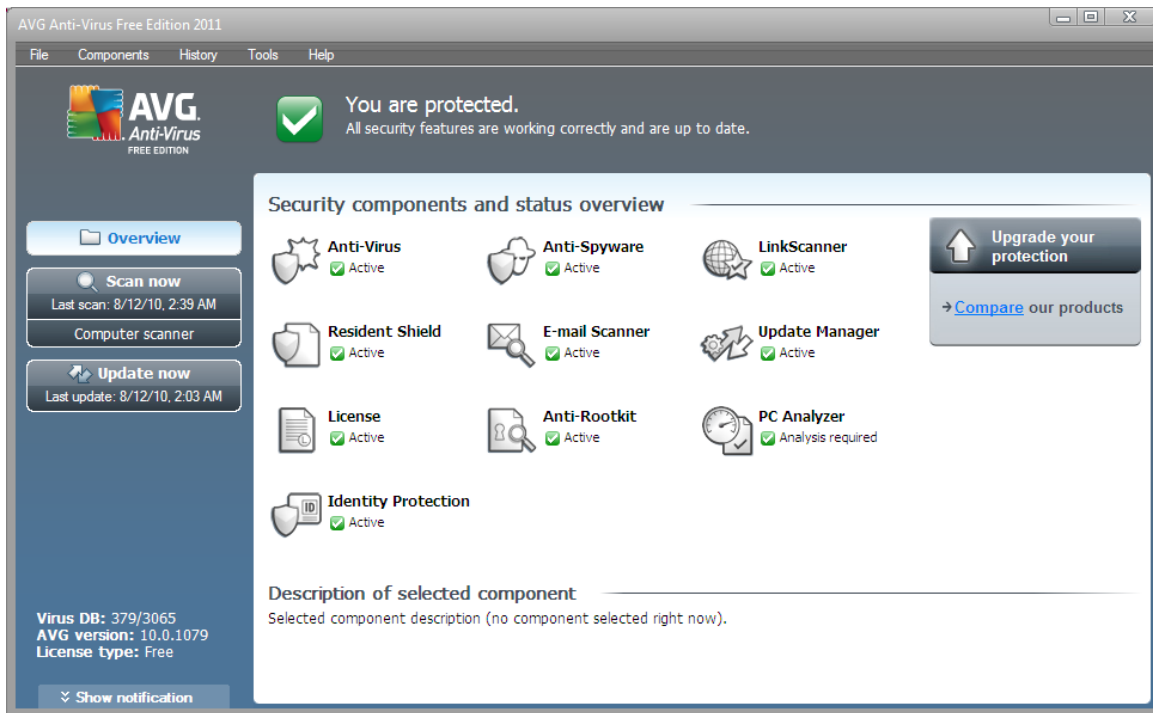 AVG Anti-Virus Free Edition 2011
File Components History Tools Help
AVG.
Anti-Virus
FREE EDITION
You are protected.
All security features are working correctly and are up to date.
Overview
Scan now
Last scan: 8/12/10, 2:39 AM
Computer scanner
Update now
Last update: 8/12/10, 2:03 AM
Virus DB: 379/3065
AVG version: 10.0.1079
License type: Free
Show notification
Security components and status overview
Anti-Virus
Active
Anti-Spyware
Active
LinkScanner
Active
Resident Shield
Active
E-mail Scanner
Active
Update Manager
Active
License
Active
Anti-Rootkit
Active
PC Analyzer
Analysis required
Identity Protection
ID
Active
Upgrade your
protection
Compare our products
Description of selected component
Selected component description (no component selected right now).